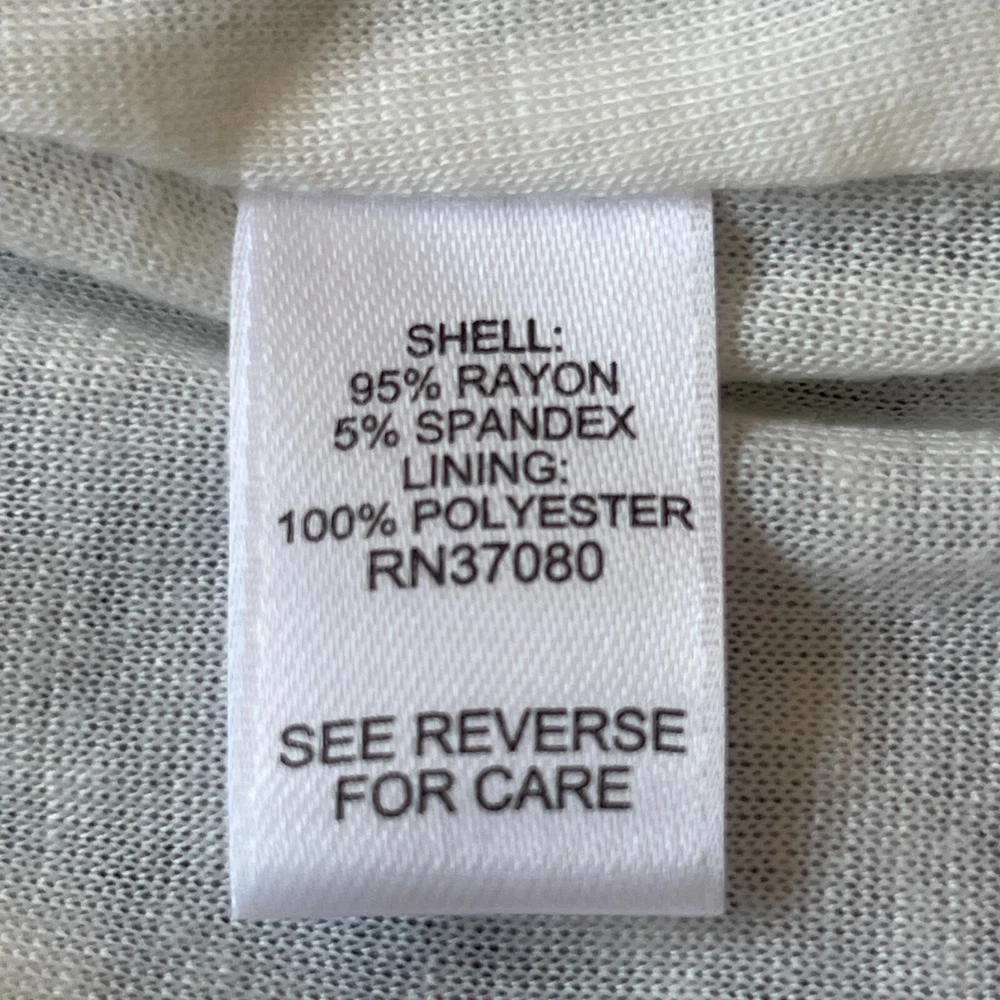 SHELL:
95% RAYON
5% SPANDEX
LINING:
100% POLYESTER
RN37080
SEE REVERSE
FOR CARE